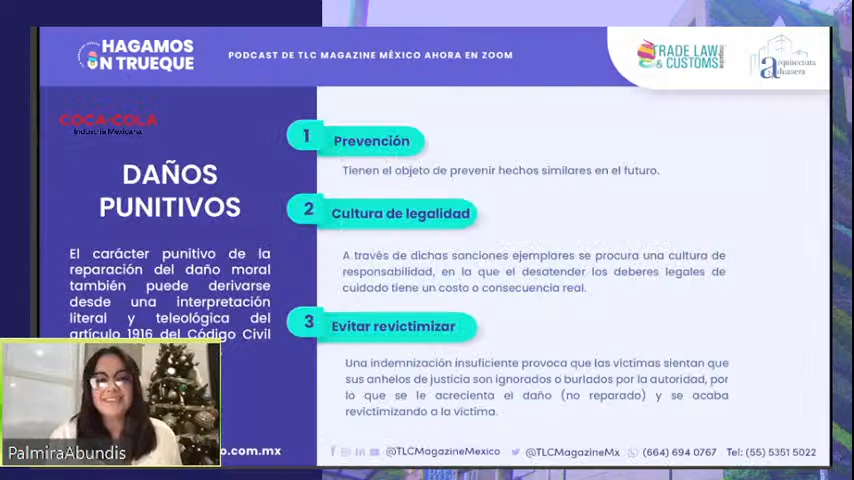 HAGAMOS
UN TRUEQUE
PODCAST DE TLC MAGAZINE MÉXICO AHORA EN ZOOM
TRADE LAW
& CUSTOMS
magazine
arquitectura
aduanera
COCA-COLA
Industria Mexicana
DAÑOS
PUNITIVOS
El carácter punitivo de la
reparación del daño moral
también puede derivarse
desde una interpretación
literal y teleológica del
artículo 1916 del Código Civil
1 Prevención
Tienen el objeto de prevenir hechos similares en el futuro.
2 Cultura de legalidad
A través de dichas sanciones ejemplares se procura una cultura de
responsabilidad, en la que el desatender los deberes legales de
cuidado tiene un costo o consecuencia real.
3 Evitar revictimizar
Una indemnización insuficiente provoca que las víctimas sientan que
sus anhelos de justicia son ignorados o burlados por la autoridad, por
lo que se le acrecienta el daño (no reparado) y se acaba
revictimizando a la víctima.
PalmiraAbundis
o.com.mx
@TLCMagazineMexico @TLCMagazineMx (664) 694 0767 Tel: (55) 5351 5022